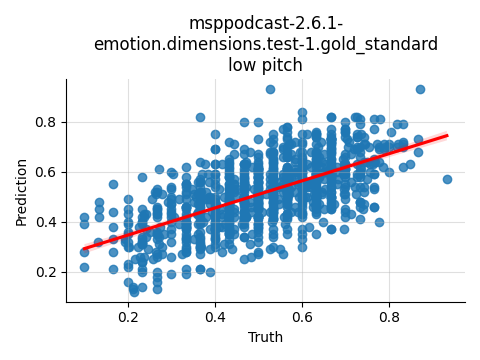 msppodcast-2.6.1-
emotion.dimensions.test-1.gold_standard
low pitch
Prediction
0.8
0.6
0.4
0.2
0.2
0.4
0.6
0.8
Truth